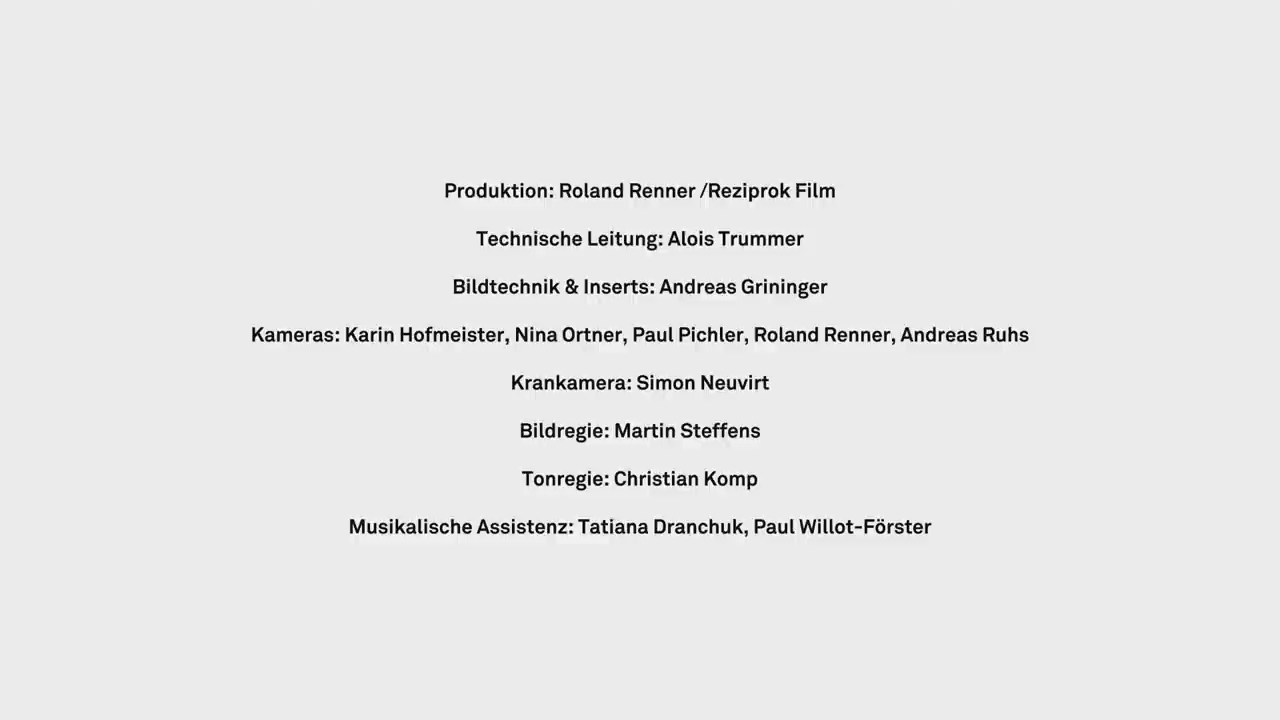 Produktion: Roland Renner /Reziprok Film
Technische Leitung: Alois Trummer
Bildtechnik & Inserts: Andreas Grininger
Kameras: Karin Hofmeister, Nina Ortner, Paul Pichler, Roland Renner, Andreas Ruhs
Krankamera: Simon Neuvirt
Bildregie: Martin Steffens
Tonregie: Christian Komp
Musikalische Assistenz: Tatiana Dranchuk, Paul Willot-Förster